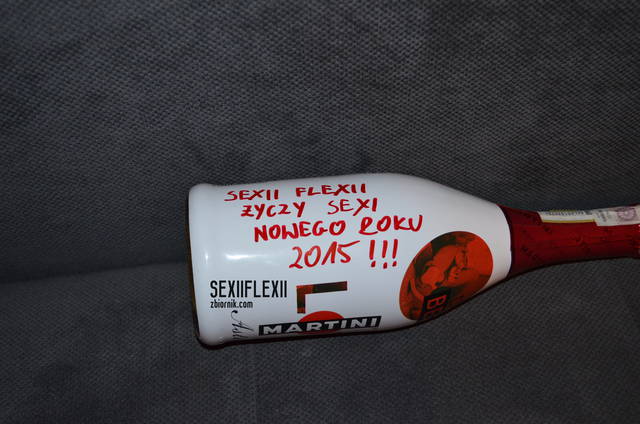 SEXII FLEXII
ŻYCZY SEXI
NOWEGO ROKU
2015 !!!
SEXIIFLEXII
zbiornik.com
L
MARTINI